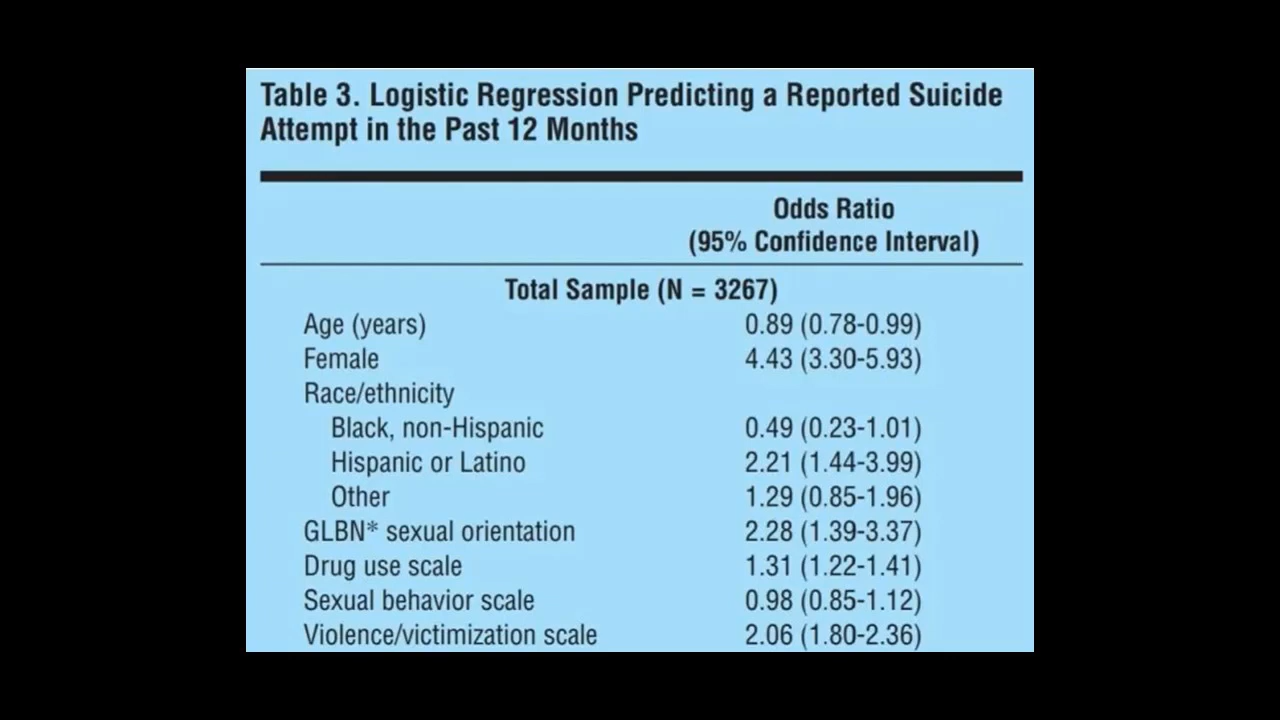 Table 3. Logistic Regression Predicting a Reported Suicide
Attempt in the Past 12 Months
Odds Ratio
(95% Confidence Interval)
Total Sample (N = 3267)
Age (years) 0.89 (0.78-0.99)
Female 4.43 (3.30-5.93)
Race/ethnicity
Black, non-Hispanic 0.49 (0.23-1.01)
Hispanic or Latino 2.21 (1.44-3.99)
Other 1.29 (0.85-1.96)
GLBN* sexual orientation 2.28 (1.39-3.37)
Drug use scale 1.31 (1.22-1.41)
Sexual behavior scale 0.98 (0.85-1.12)
Violence/victimization scale 2.06 (1.80-2.36)